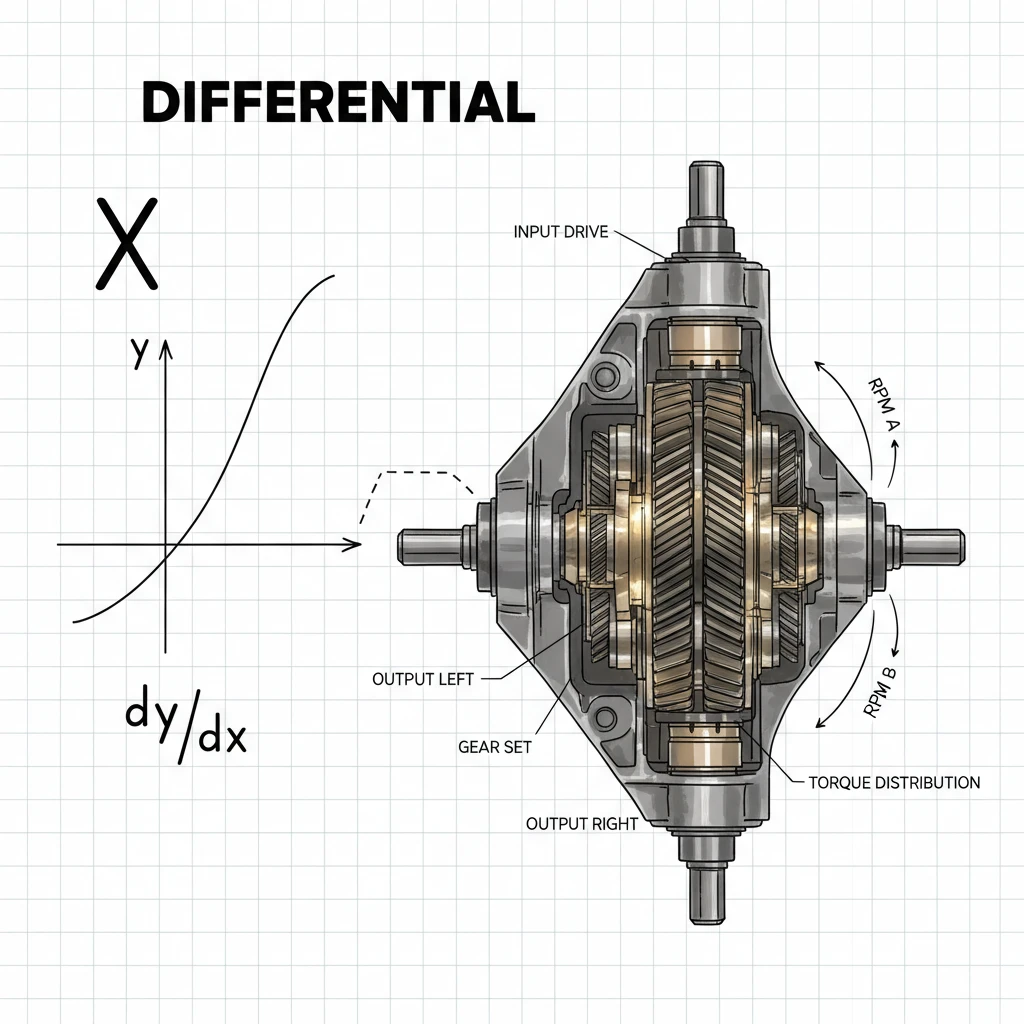 DIFFERENTIAL
X
y
dy/dx
INPUT DRIVE
RPM A
OUTPUT LEFT
GEAR SET
RPM B
TORQUE DISTRIBUTION
OUTPUT RIGHT